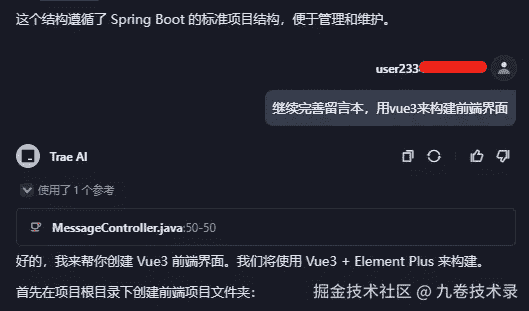 这个结构遵循了 Spring Boot 的标准项目结构，便于管理和维护。
user233
继续完善留言本，用vue3来构建前端界面
Trae AI
使用了 1 个参考
MessageController.java:50-50
好的，我来帮你创建 Vue3 前端界面。我们将使用 Vue3 + Element Plus 来构建。
首先在项目根目录下创建前端项目文件夹：
掘金技术社区 @ 九卷技术录